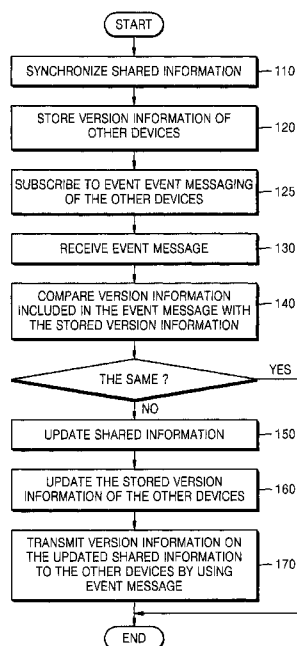 START
SYNCHRONIZE SHARED INFORMATION
110
STORE VERSION INFORMATION OF
OTHER DEVICES
120
SUBSCRIBE TO EVENT EVENT MESSAGING
OF THE OTHER DEVICES
125
RECEIVE EVENT MESSAGE
130
COMPARE VERSION INFORMATION
INCLUDED IN THE EVENT MESSAGE WITH
THE STORED VERSION INFORMATION
140
THE SAME ?
YES
NO
UPDATE SHARED INFORMATION
150
UPDATE THE STORED VERSION
INFORMATION OF THE OTHER DEVICES
160
TRANSMIT VERSION INFORMATION ON
THE UPDATED SHARED INFORMATION
TO THE OTHER DEVICES BY USING
EVENT MESSAGE
170
END